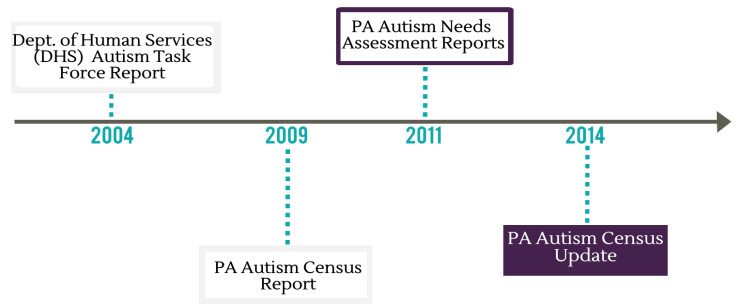 Dept. of Human Services
(DHS) Autism Task
Force Report
PA Autism Needs
Assessment Reports
2004
2009
2011
2014
PA Autism Census
Report
PA Autism Census
Update